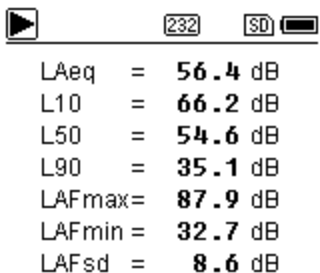 232 SD
LAeq = 56.4 dB
L10 = 66.2 dB
L50 = 54.6 dB
L90 = 35.1 dB
LAFmax= 87.9 dB
LAFmin = 32.7 dB
LAFsd = 8.6 dB